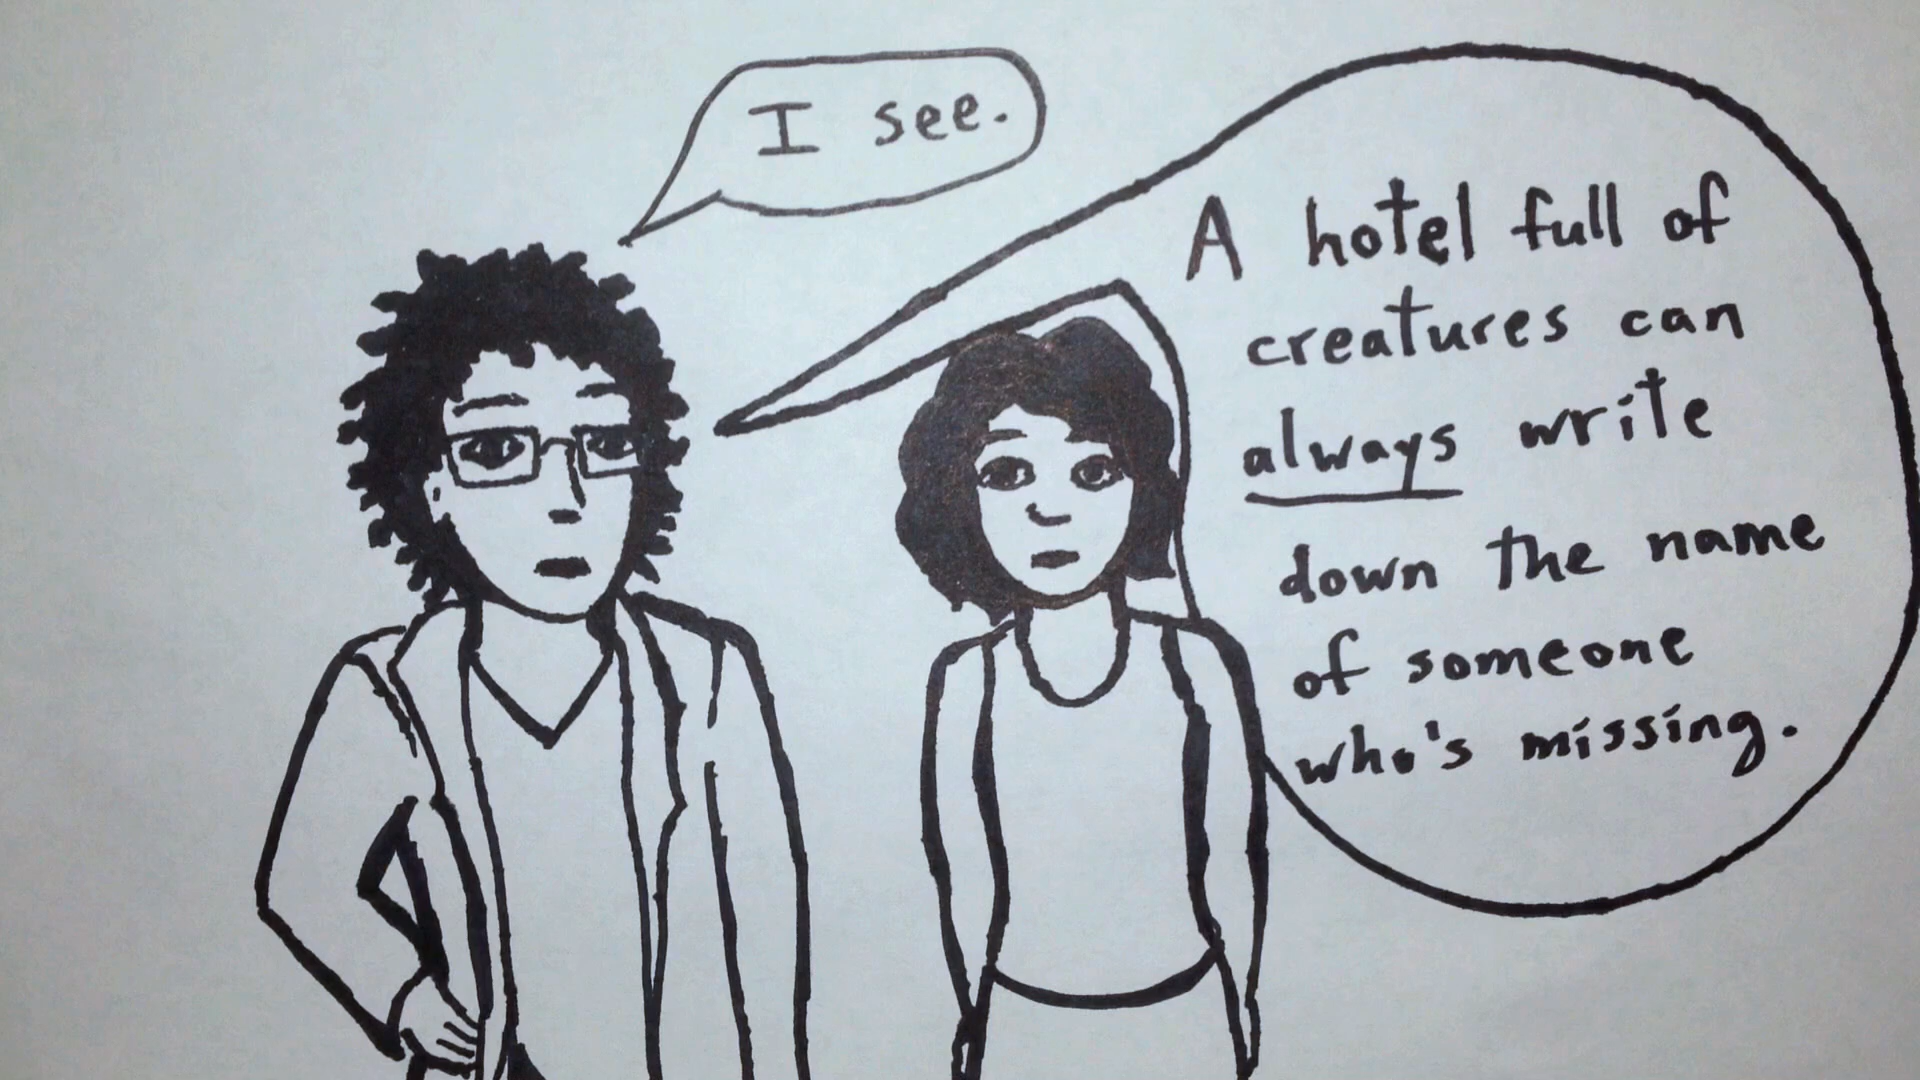 I see.
A hotel full of
creatures can
always write
down the name
of someone
who's missing.